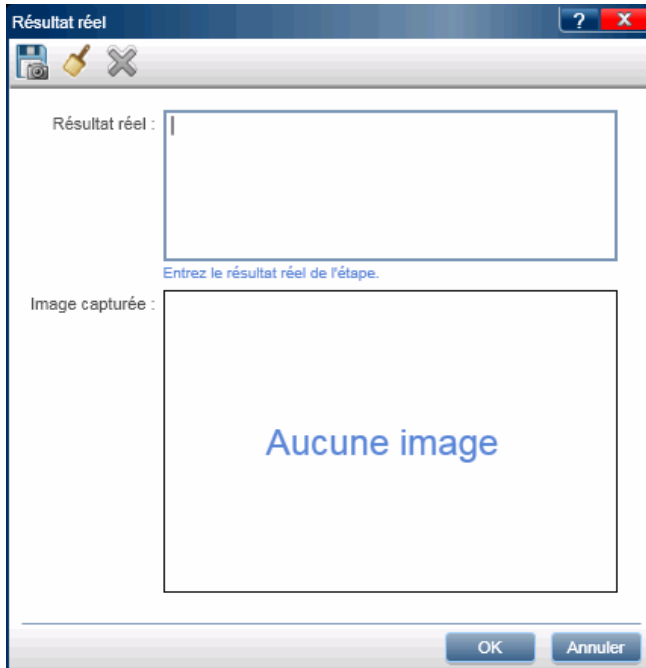 Résultat réel
?
X
Résultat réel :
Entrez le résultat réel de l'étape.
Image capturée :
Aucune image
OK
Annuler